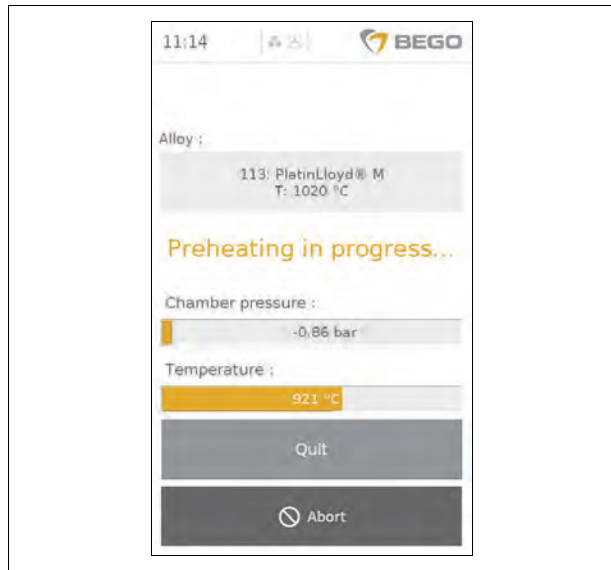 11:14 BEGO
Alloy :
113: PlatinLloyd® M
T: 1020 °C
Preheating in progress...
Chamber pressure :
-0.86 bar
Temperature :
921 °C
Quit
Abort